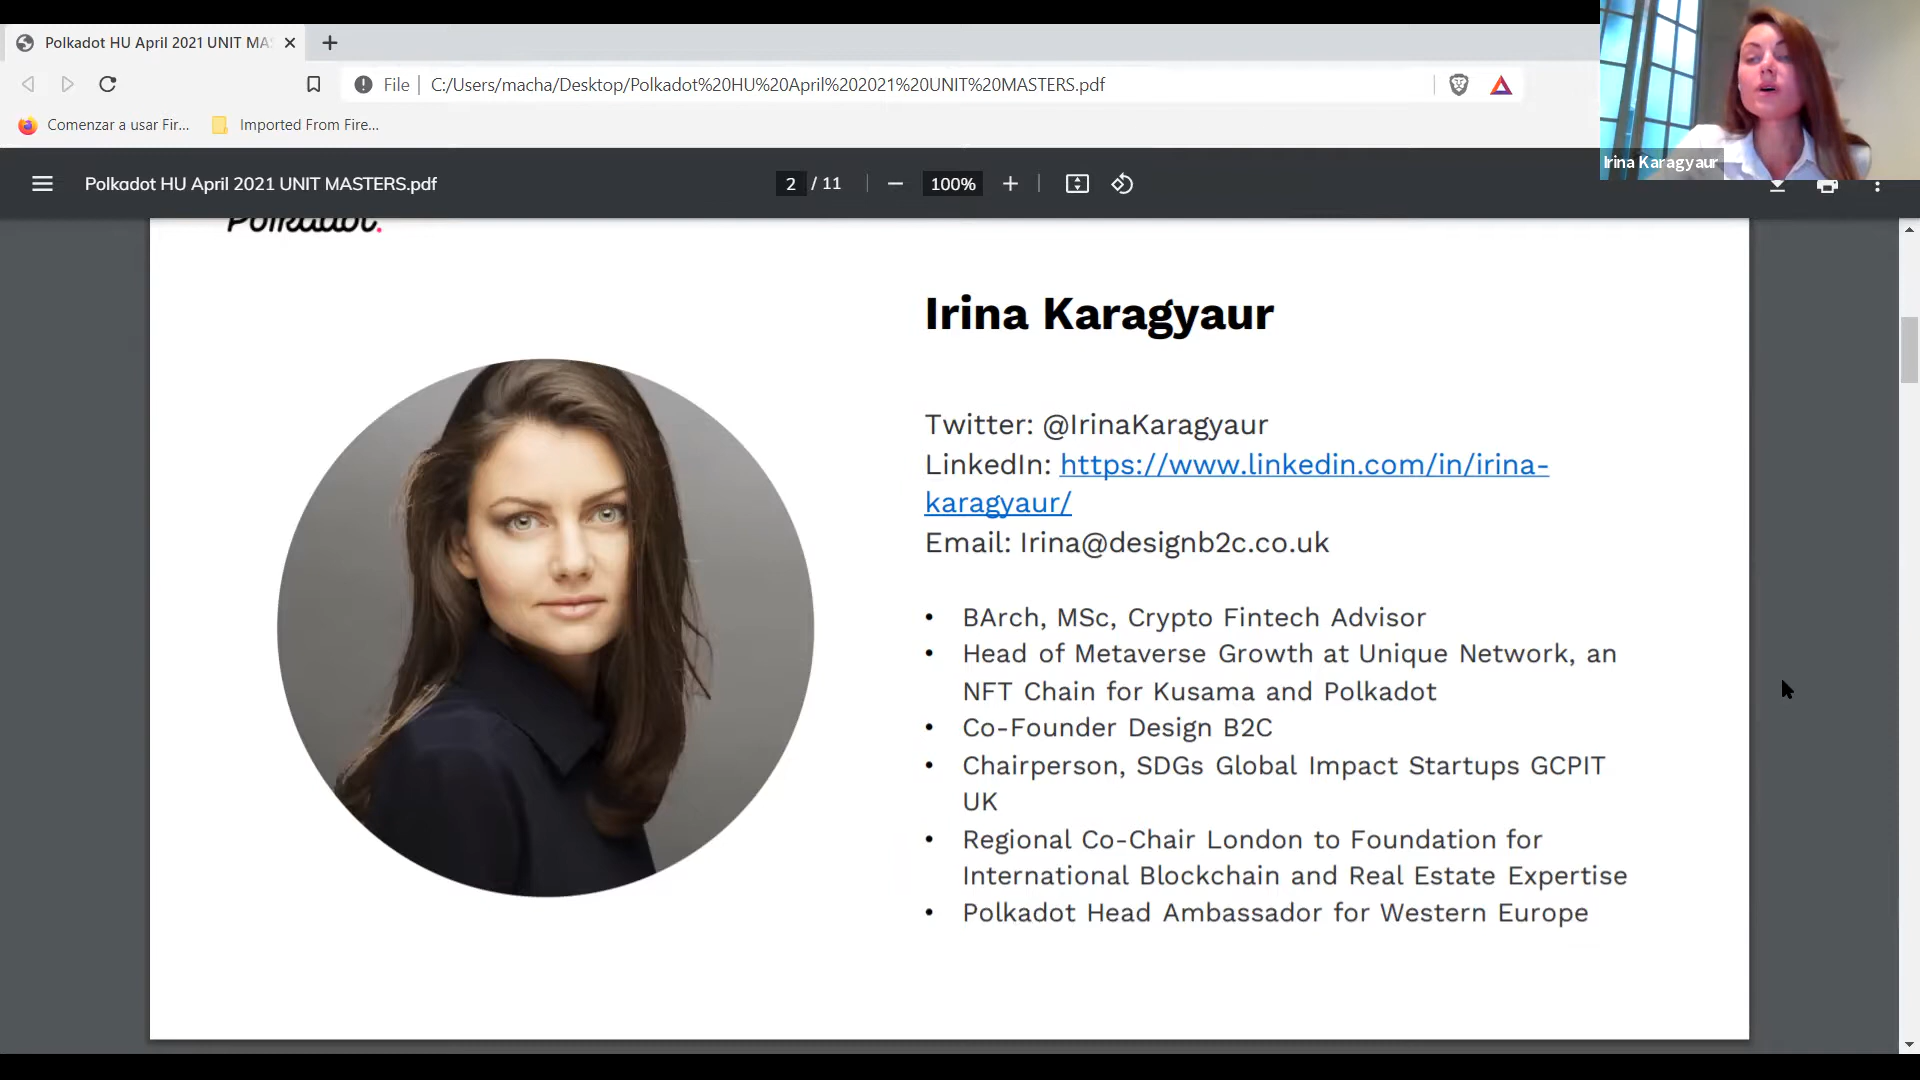 Polkadot HU April 2021 UNIT MA
File
C:/Users/macha/Desktop/Polkadot%20HU%20April%202021%20UNIT%20MASTERS.pdf
Comenzar a usar Fir...
Imported From Fire...
Irina Karagyaur
Polkadot HU April 2021 UNIT MASTERS.pdf
2 / 11
100%
Polkadot.
Irina Karagyaur
Twitter: @IrinaKaragyaur
LinkedIn: https://www.linkedin.com/in/irina-
karagyaur/
Email: Irina@designb2c.co.uk
• BArch, MSc, Crypto Fintech Advisor
• Head of Metaverse Growth at Unique Network, an
NFT Chain for Kusama and Polkadot
• Co-Founder Design B2C
• Chairperson, SDGs Global Impact Startups GCPIT
UK
• Regional Co-Chair London to Foundation for
International Blockchain and Real Estate Expertise
• Polkadot Head Ambassador for Western Europe